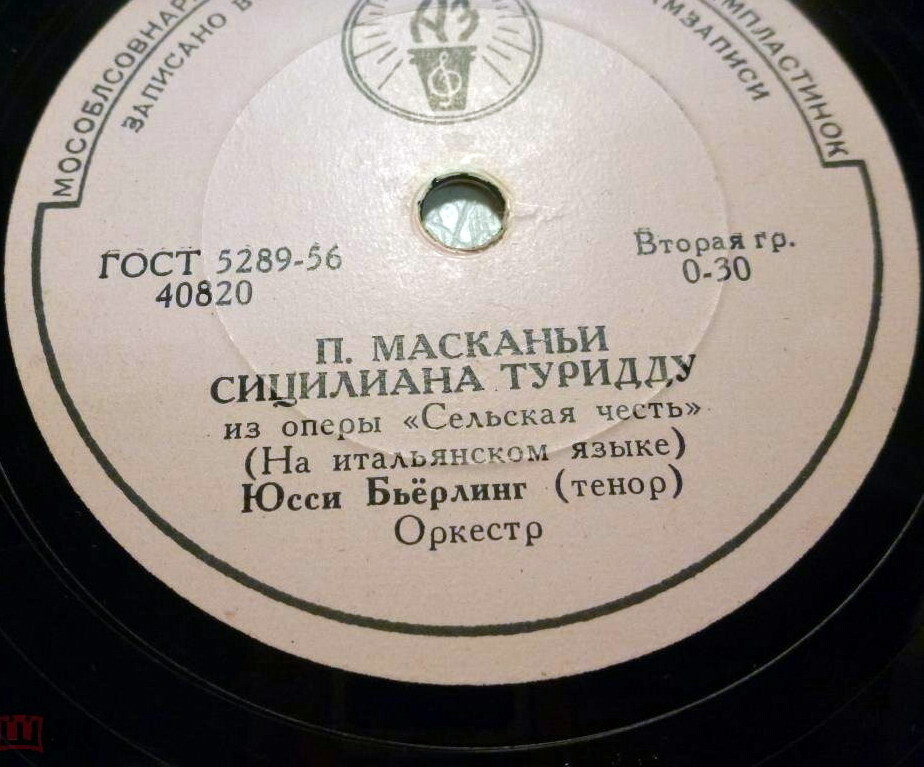 МОСОБЛСОВНАР
МПЛАСТИНОК
ЗАПИСАНО В
МЗАПИСИ
АЗ
ГОСТ 5289-56
40820
Вторая гр.
0-30
П. МАСКАНЬИ
СИЦИЛИАНА ТУРИДДУ
из оперы «Сельская честь»
(На итальянском языке)
Юсси Бьёрлинг (тенор)
Оркестр